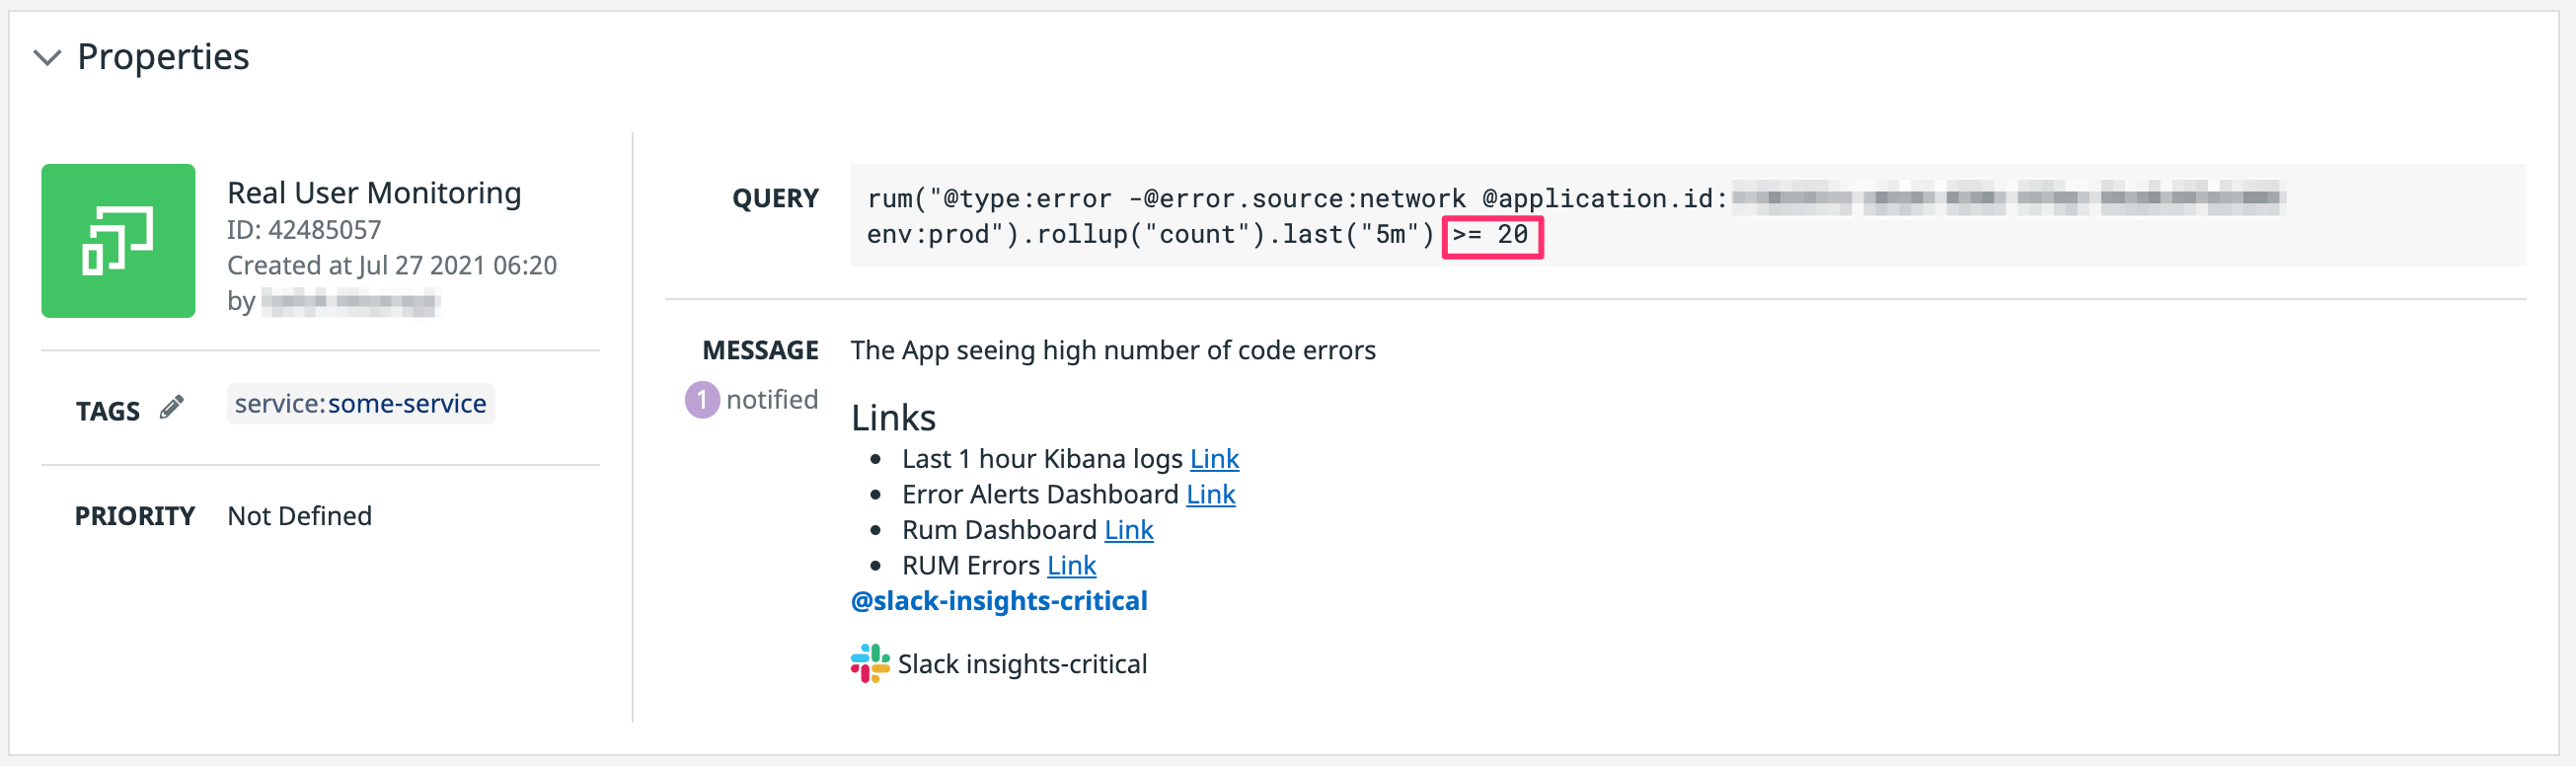 Properties
Real User Monitoring
ID: 42485057
Created at Jul 27 2021 06:20
by
TAGS
service:some-service
PRIORITY
Not Defined
QUERY
rum("@type:error -@error.source:network @application.id:
env:prod").rollup("count").last("5m") >= 20
MESSAGE
1 notified
The App seeing high number of code errors
Links
• Last 1 hour Kibana logs Link
• Error Alerts Dashboard Link
• Rum Dashboard Link
• RUM Errors Link
@slack-insights-critical
Slack insights-critical